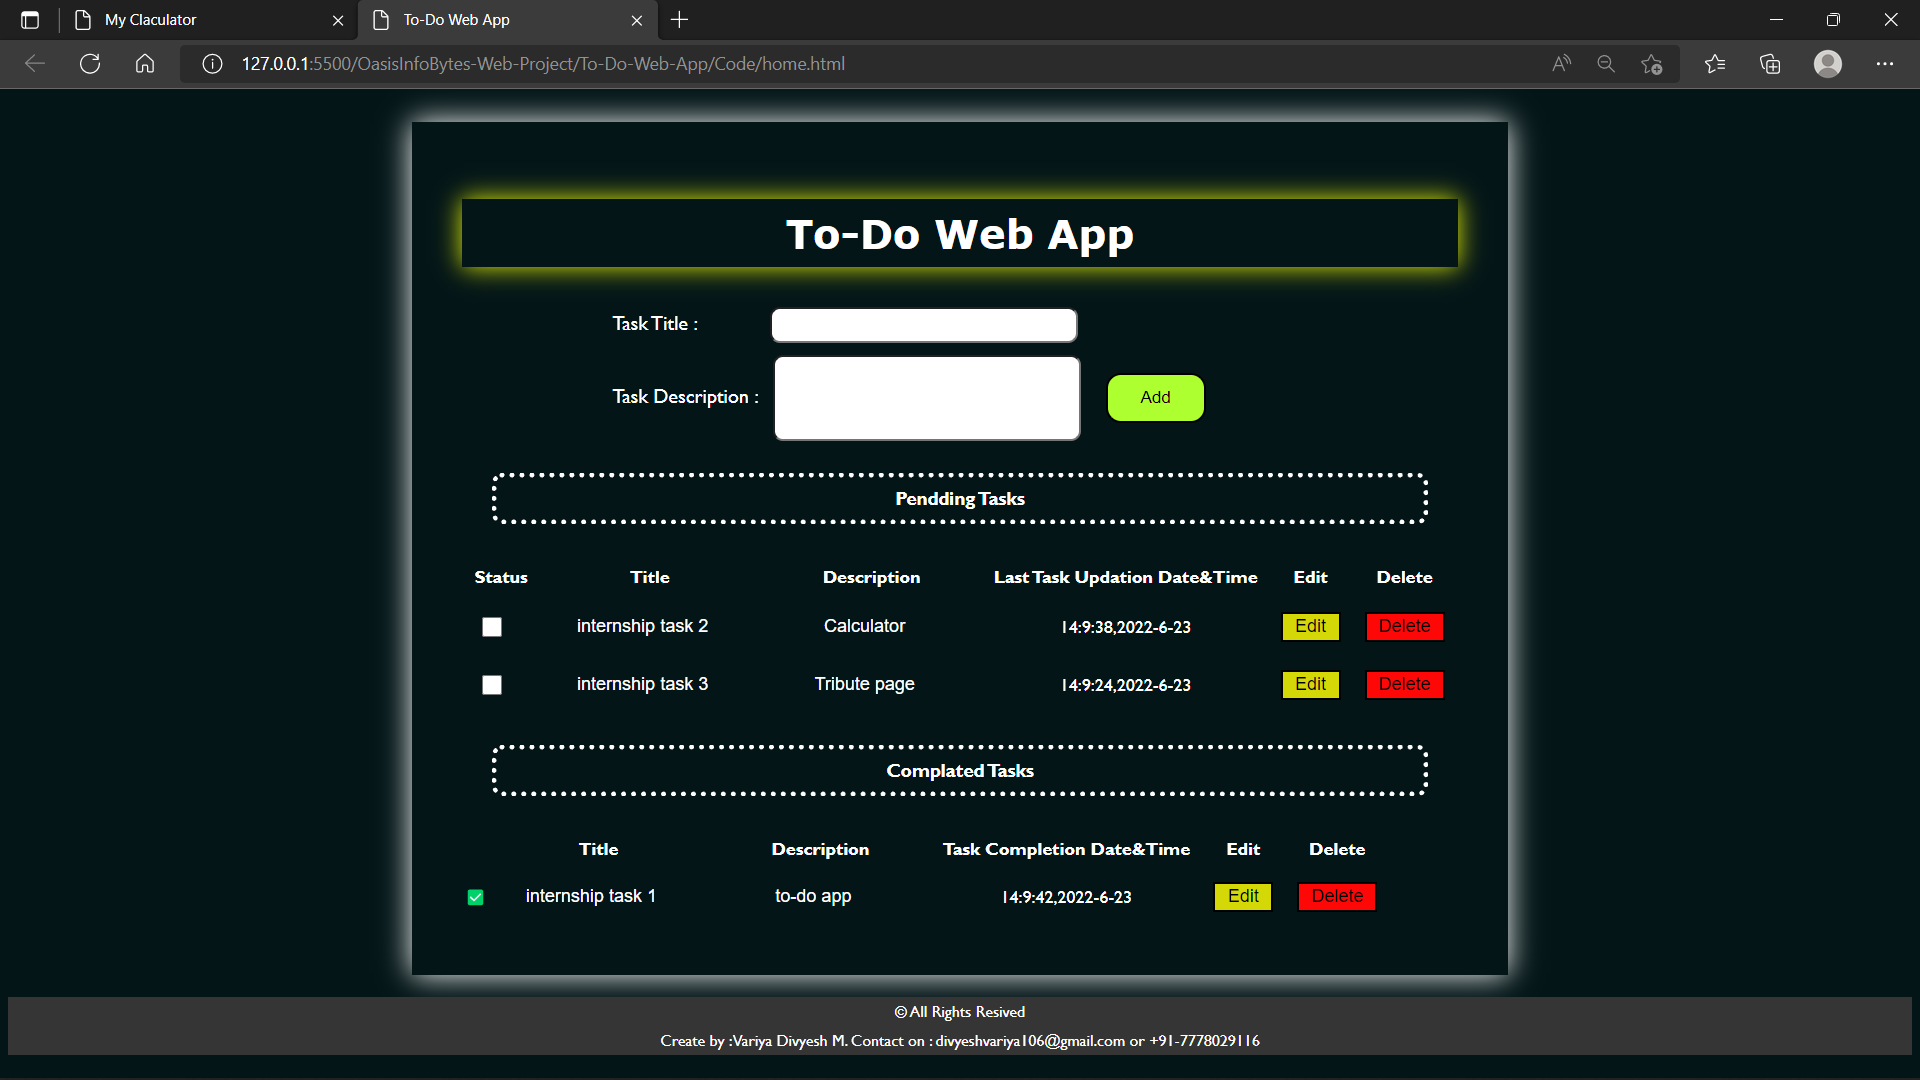 My Claculator
To-Do Web App
127.0.0.1:5500/OasisInfoBytes-Web-Project/To-Do-Web-App/Code/home.html
To-Do Web App
Task Title :
Task Description :
Add
Pendding Tasks
Status Title Description Last Task Updation Date&Time Edit Delete
internship task 2 Calculator 14:9:38,2022-6-23 Edit Delete
internship task 3 Tribute page 14:9:24,2022-6-23 Edit Delete
Complated Tasks
Title Description Task Completion Date&Time Edit Delete
internship task 1 to-do app 14:9:42,2022-6-23 Edit Delete
© All Rights Resived
Create by :Variya Divyesh M. Contact on : divyeshvariya106@gmail.com or +91-7778029116